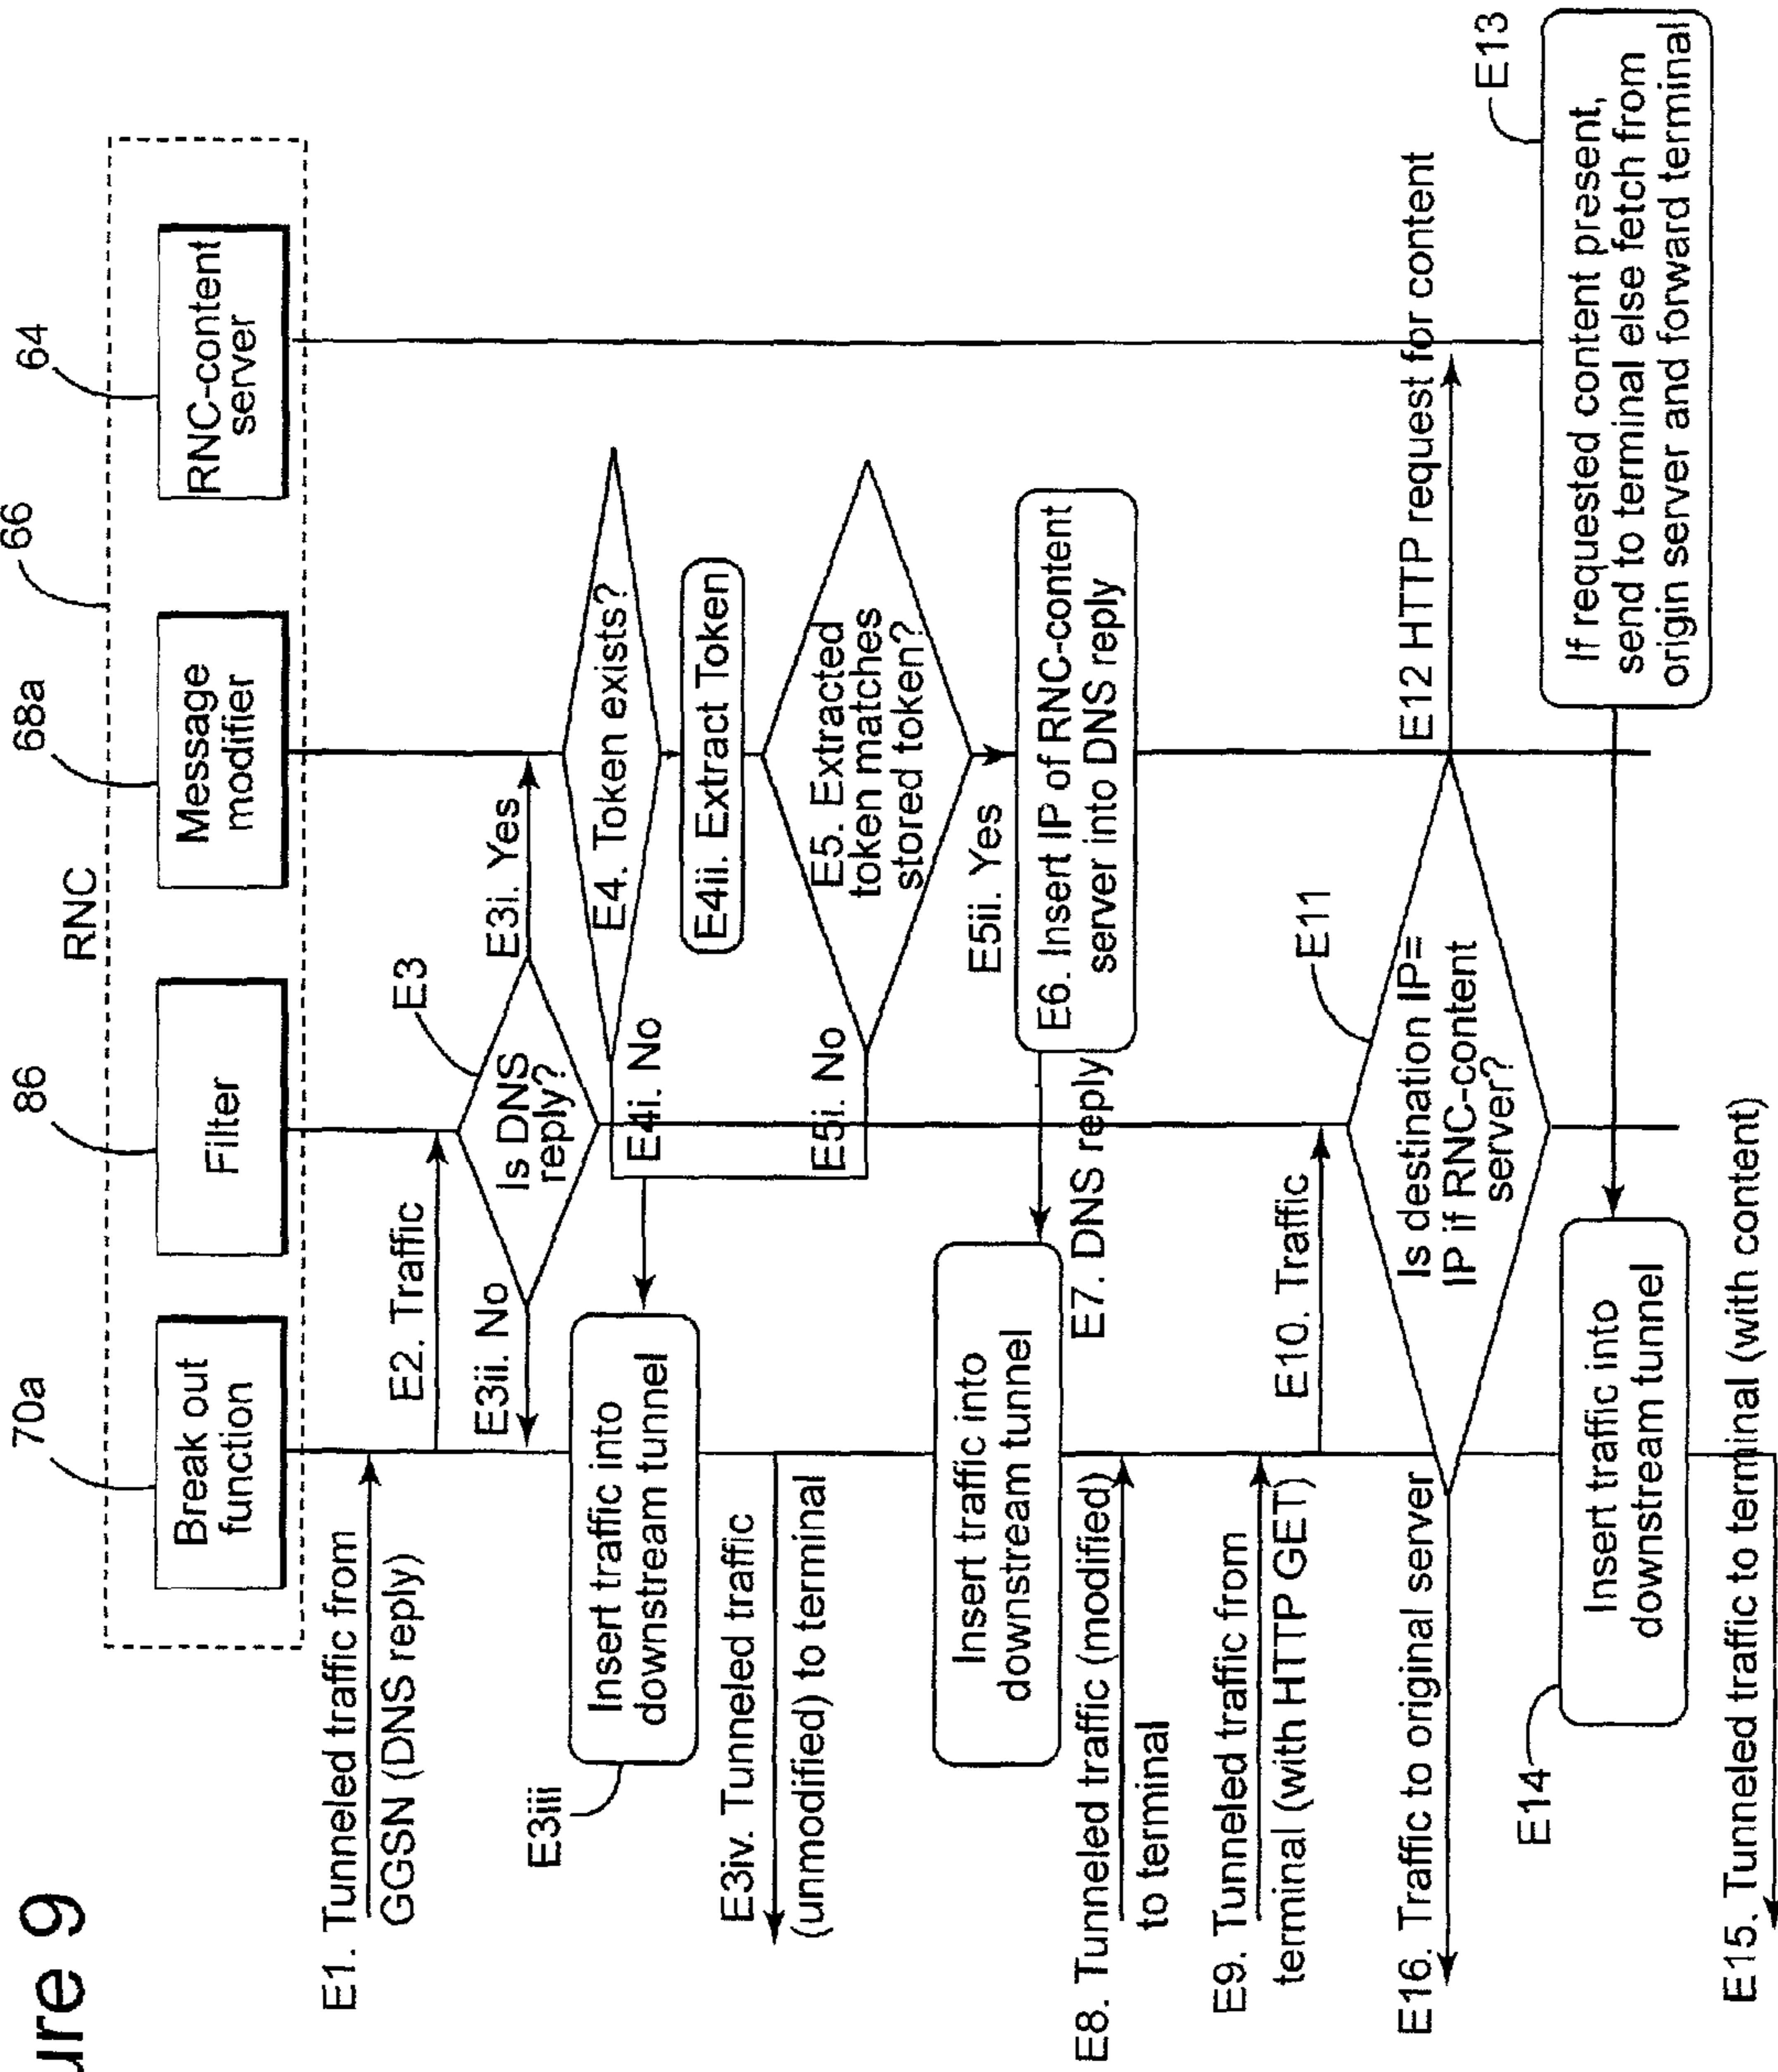 ure 9
RNC
66
70a
86
68a
64
Break out
function
Filter
Message
modifier
RNC-content
server
E1. Tunneled traffic from
GGSN (DNS reply)
E2. Traffic
E3
Is DNS
reply?
E3i. Yes
E3ii. No
E4. Token exists?
E4i. No
E4ii. Extract Token
Insert traffic into
downstream tunnel
E3iii
E3iv. Tunneled traffic
(unmodified) to terminal
E5. Extracted
token matches
stored token?
E5i. No
E5ii. Yes
E6. Insert IP of RNC-content
server into DNS reply
E7. DNS reply
Insert traffic into
downstream tunnel
E8. Tunneled traffic (modified)
to terminal
E9. Tunneled traffic from
terminal (with HTTP GET)
E10. Traffic
E11
Is destination IP=
IP if RNC-content
server?
E12 HTTP request for content
E16. Traffic to original server
E13
If requested content present,
send to terminal else fetch from
origin server and forward terminal
Insert traffic into
downstream tunnel
E14
E15. Tunneled traffic to terminal (with content)